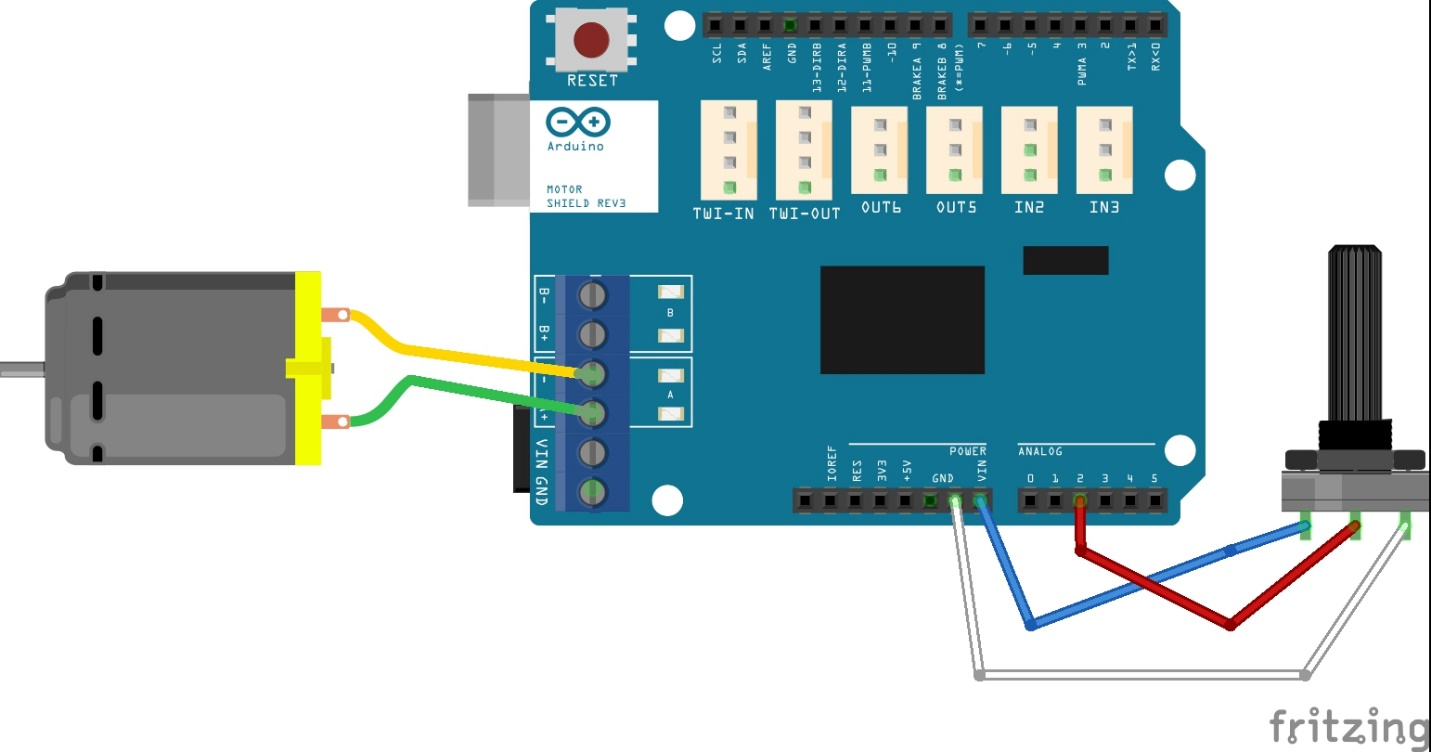 SCL
SDA
AREF
GND
13-DIRB
12-DIRA
11-PWMB
~10
BRAKEA 9
BRAKEB 8
(*=PWM)
7
~6
~5
4
PWMA 3
2
TX>1
RX<0
RESET
Arduino
MOTOR
SHIELD REV3
TWI-IN
TWI-OUT
OUT6
OUT5
IN2
IN3
B-
B+
B
-
+
A
VIN
GND
IOREF
RES
3V3
+5V
GND
POWER
VIN
ANALOG
0
1
2
3
4
5
fritzing